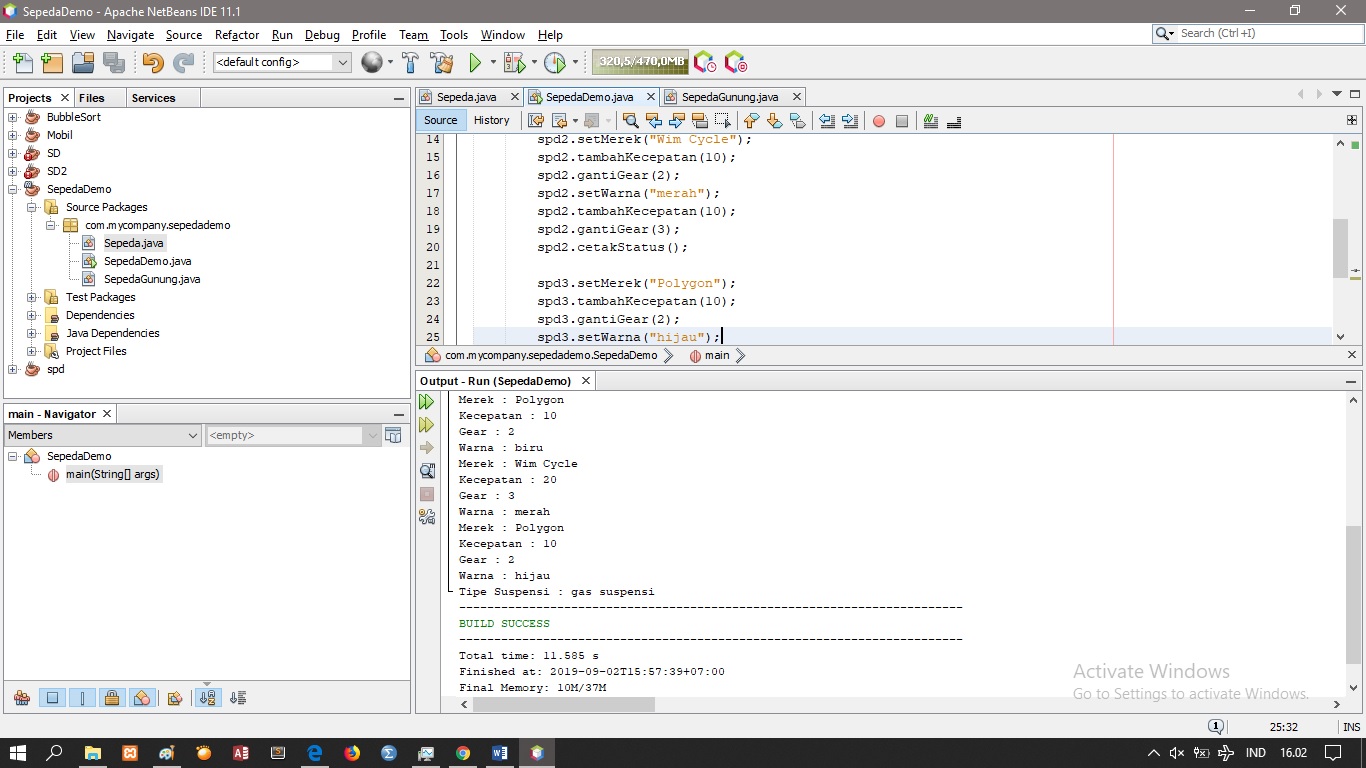 SepedaDemo - Apache NetBeans IDE 11.1
File Edit View Navigate Source Refactor Run Debug Profile Team Tools Window Help
Search (Ctrl+I)
<default config>
320,5/470,0MB
Projects
Files
Services
BubbleSort
Mobil
SD
SD2
SepedaDemo
Source Packages
com.mycompany.sepedademo
Sepeda.java
SepedaDemo.java
SepedaGunung.java
Test Packages
Dependencies
Java Dependencies
Project Files
spd
main - Navigator
Members
<empty>
SepedaDemo
main(String[] args)
Sepeda.java
SepedaDemo.java
SepedaGunung.java
Source
History
14 spd2.setMerek("Wim Cycle");
15 spd2.tambahKecepatan(10);
16 spd2.gantiGear(2);
17 spd2.setWarna("merah");
18 spd2.tambahKecepatan(10);
19 spd2.gantiGear(3);
20 spd2.cetakStatus();
21
22 spd3.setMerek("Polygon");
23 spd3.tambahKecepatan(10);
24 spd3.gantiGear(2);
25 spd3.setWarna("hijau");
com.mycompany.sepedademo.SepedaDemo
main
Output - Run (SepedaDemo)
Merek : Polygon
Kecepatan : 10
Gear : 2
Warna : biru
Merek : Wim Cycle
Kecepatan : 20
Gear : 3
Warna : merah
Merek : Polygon
Kecepatan : 10
Gear : 2
Warna : hijau
Tipe Suspensi : gas suspensi
------------------------------------------------------------------------
BUILD SUCCESS
------------------------------------------------------------------------
Total time: 11.585 s
Finished at: 2019-09-02T15:57:39+07:00
Final Memory: 10M/37M
Activate Windows
Go to Settings to activate Windows.
1
25:32
INS
IND
16.02